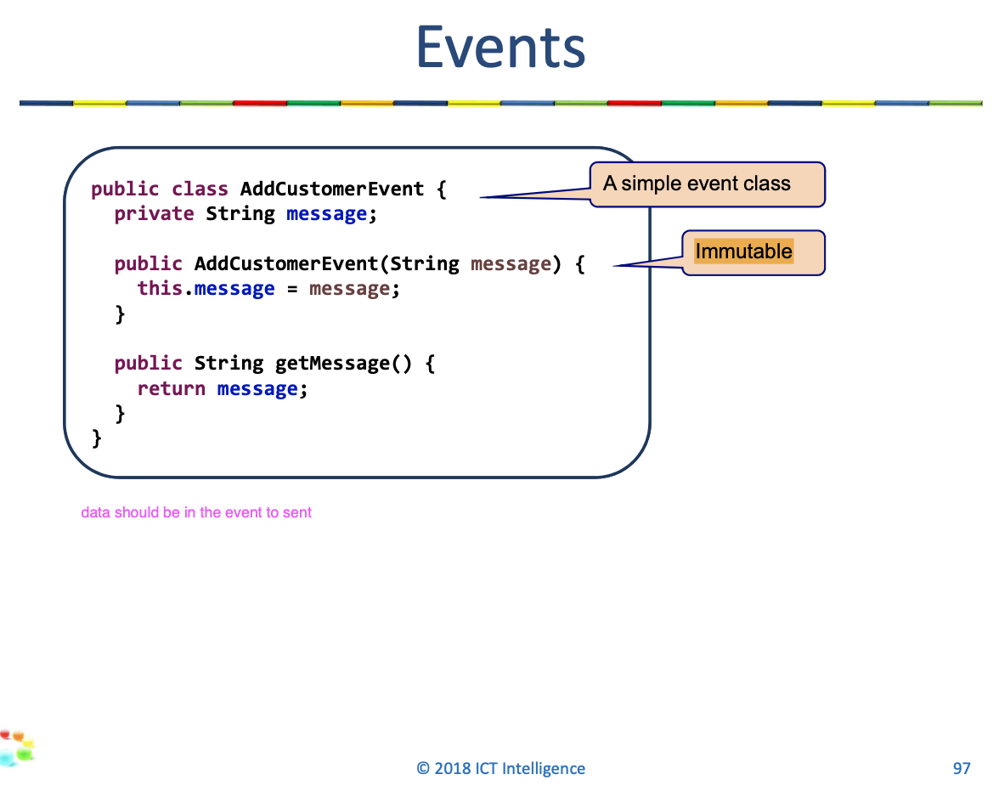 Events
public class AddCustomerEvent {
A simple event class
private String message;
public AddCustomerEvent(String message) {
Immutable
this.message = message;
}
public String getMessage() {
return message;
}
}
data should be in the event to sent
© 2018 ICT Intelligence
97